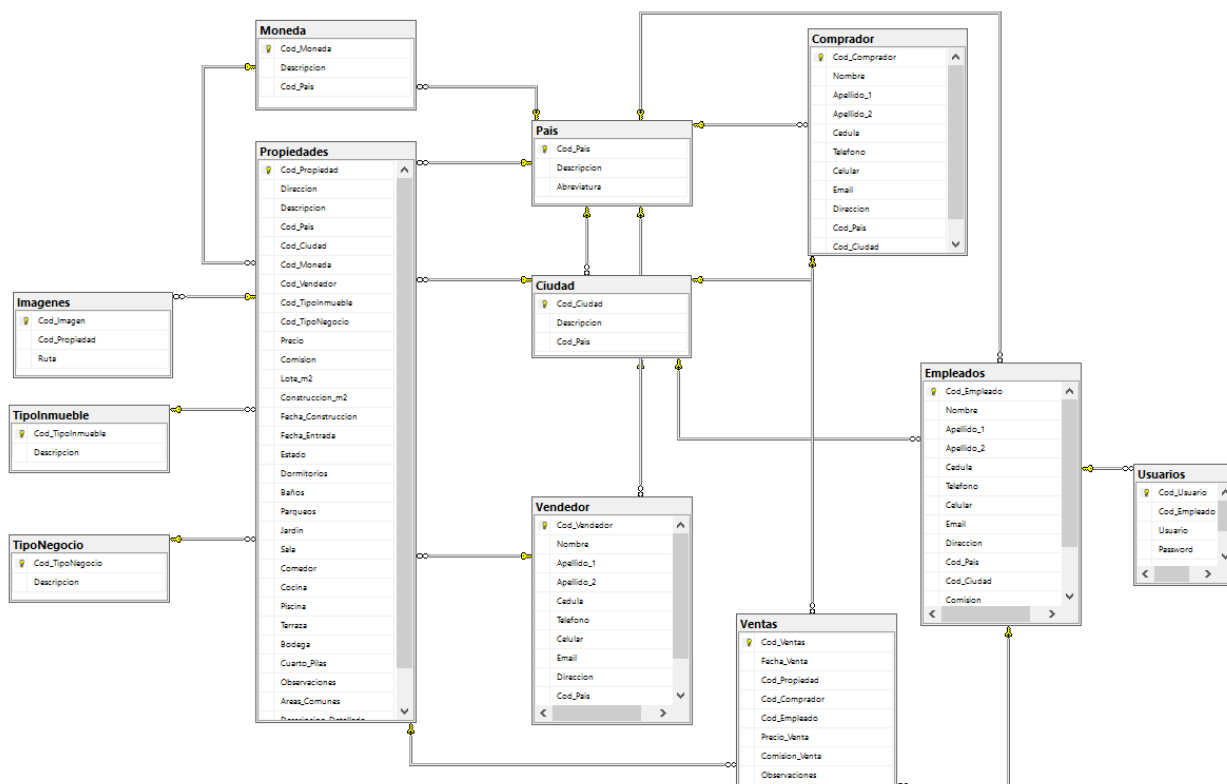 Moneda
Cod_Moneda
Descripcion
Cod_Pais
Propiedades
Cod_Propiedad
Direccion
Descripcion
Cod_Pais
Cod_Ciudad
Cod_Moneda
Cod_Vendedor
Cod_TipoInmueble
Cod_TipoNegocio
Precio
Comision
Lote_m2
Construccion_m2
Fecha_Construccion
Fecha_Entrada
Estado
Dormitorios
Baños
Parqueos
Jardin
Sala
Comedor
Cocina
Piscina
Terraza
Bodega
Cuarto_Pilas
Observaciones
Areas_Comunes
Descripcion_Detallada
Imagenes
Cod_Imagen
Cod_Propiedad
Ruta
TipoInmueble
Cod_TipoInmueble
Descripcion
TipoNegocio
Cod_TipoNegocio
Descripcion
Pais
Cod_Pais
Descripcion
Abreviatura
Ciudad
Cod_Ciudad
Descripcion
Cod_Pais
Vendedor
Cod_Vendedor
Nombre
Apellido_1
Apellido_2
Cedula
Telefono
Celular
Email
Direccion
Cod_Pais
Comprador
Cod_Comprador
Nombre
Apellido_1
Apellido_2
Cedula
Telefono
Celular
Email
Direccion
Cod_Pais
Cod_Ciudad
Ventas
Cod_Ventas
Fecha_Venta
Cod_Propiedad
Cod_Comprador
Cod_Empleado
Precio_Venta
Comision_Venta
Observaciones
Empleados
Cod_Empleado
Nombre
Apellido_1
Apellido_2
Cedula
Telefono
Celular
Email
Direccion
Cod_Pais
Cod_Ciudad
Comision
Usuarios
Cod_Usuario
Cod_Empleado
Usuario
Password